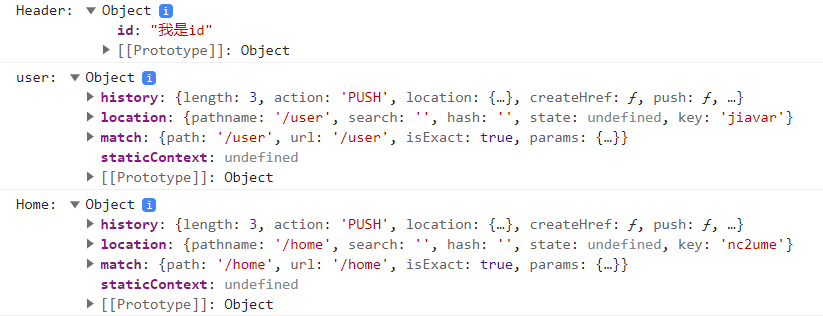 Header: ▼ Object i
id: "我是id"
▶ [[Prototype]]: Object
user: ▼ Object i
▶ history: {length: 3, action: 'PUSH', location: {…}, createHref: ƒ, push: ƒ, …}
▶ location: {pathname: '/user', search: '', hash: '', state: undefined, key: 'jiavar'}
▶ match: {path: '/user', url: '/user', isExact: true, params: {…}}
staticContext: undefined
▶ [[Prototype]]: Object
Home: ▼ Object i
▶ history: {length: 3, action: 'PUSH', location: {…}, createHref: ƒ, push: ƒ, …}
▶ location: {pathname: '/home', search: '', hash: '', state: undefined, key: 'nc2ume'}
▶ match: {path: '/home', url: '/home', isExact: true, params: {…}}
staticContext: undefined
▶ [[Prototype]]: Object